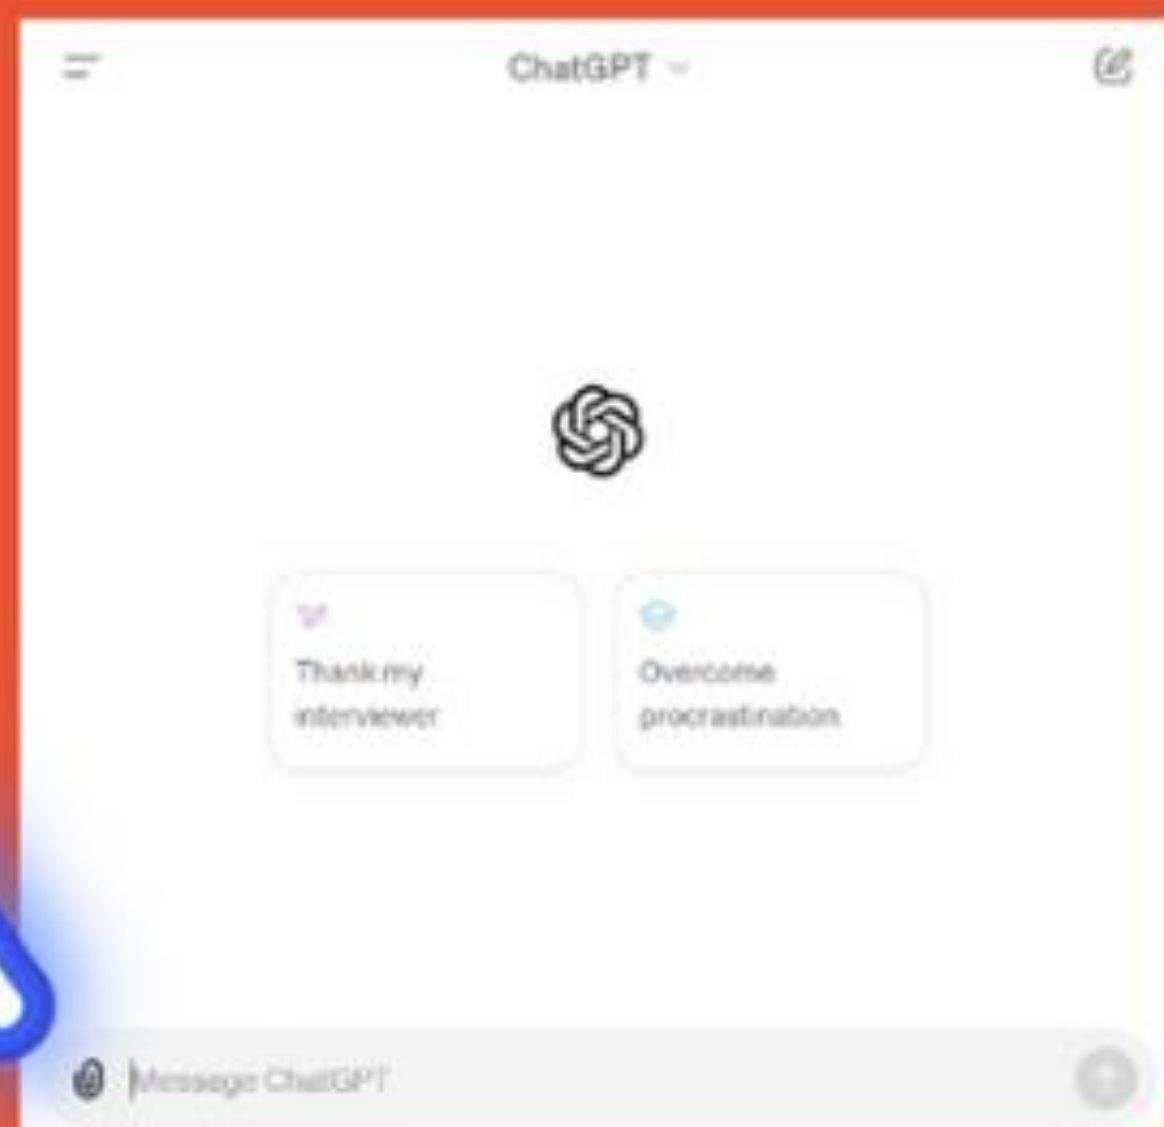 ChatGPT
Thank my
interviewer
Overcome
procrastination
Message ChatGPT